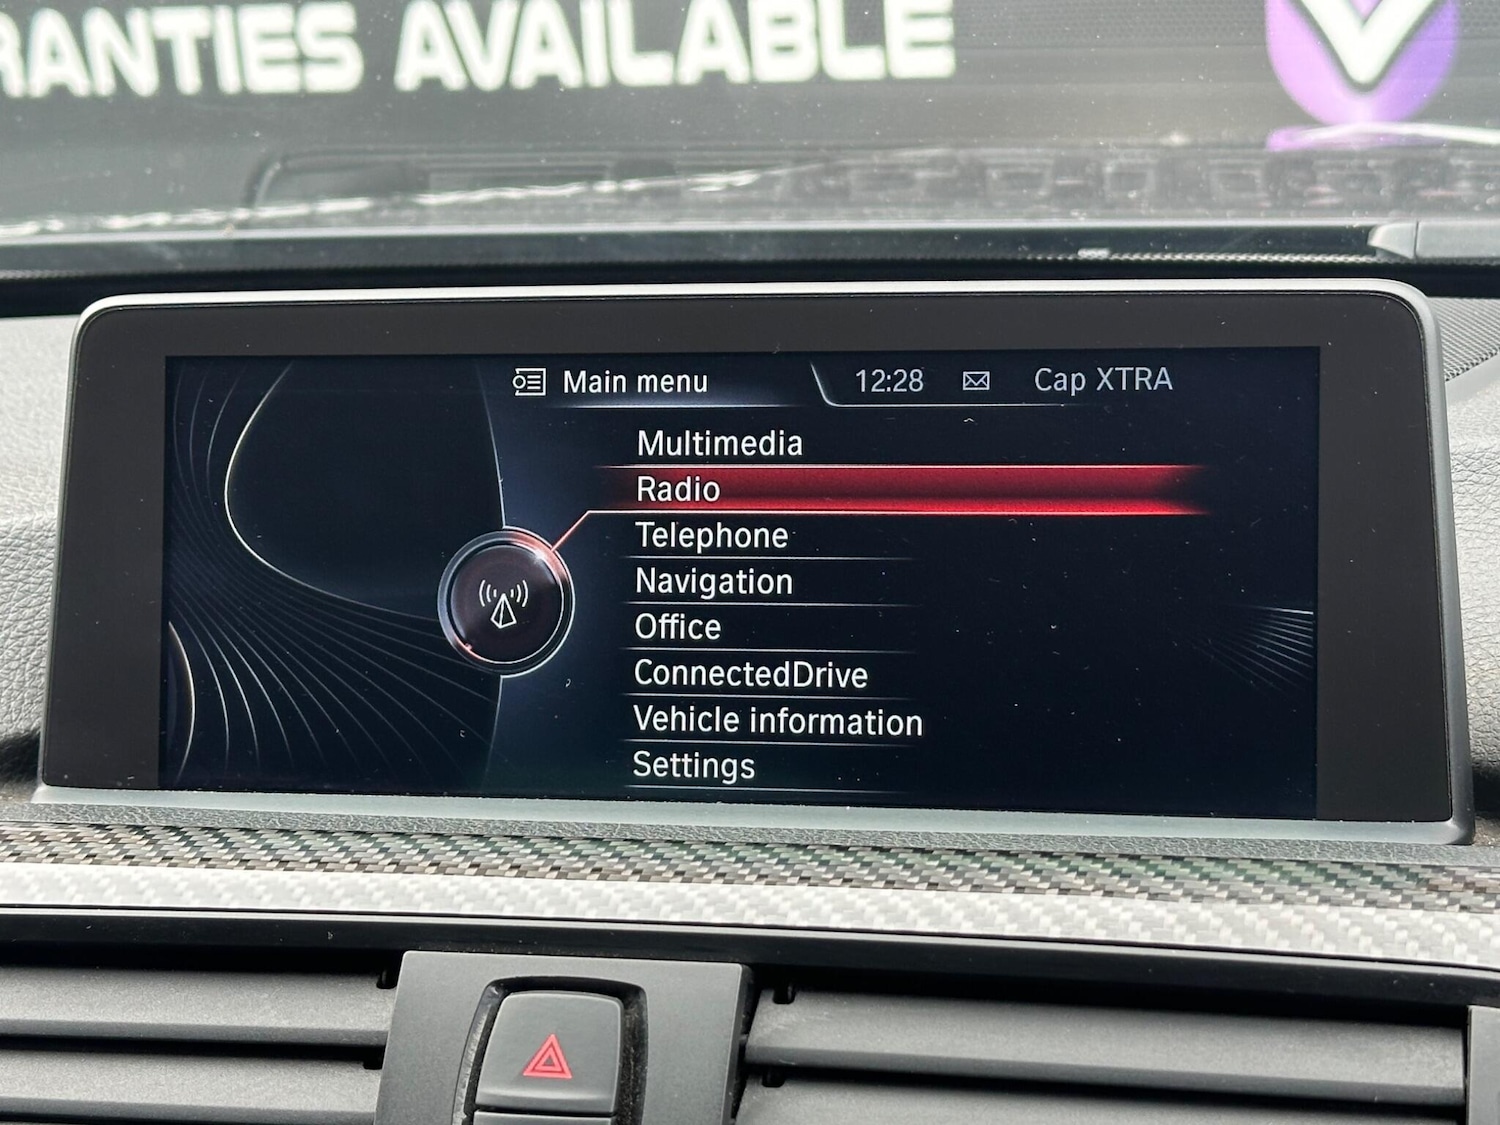 RANTIES AVAILABLE
Main menu 12:28 Cap XTRA
Multimedia
Radio
Telephone
Navigation
Office
ConnectedDrive
Vehicle information
Settings